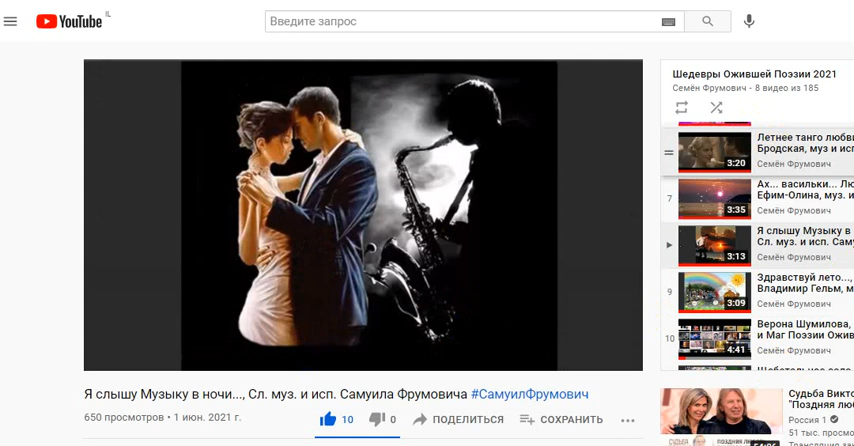 YouTube IL
Введите запрос
Шедевры Ожившей Поэзии 2021
Семён Фрумович - 8 видео из 185
Летнее танго любви
Бродская, муз и исп
Семён Фрумович
3:20
7
Ах... васильки... Лю
Ефим-Олина, муз. и
Семён Фрумович
3:35
Я слышу Музыку в
Сл. муз. и исп. Саму
Семён Фрумович
3:13
9
Здравствуй лето...,
Владимир Гельм, м
Семён Фрумович
3:09
10
Верона Шумилова,
и Маг Поэзии Ожив
Семён Фрумович
4:41
Я слышу Музыку в ночи..., Сл. муз. и исп. Самуила Фрумовича #СамуилФрумович
650 просмотров • 1 июн. 2021 г.
10 0 ПОДЕЛИТЬСЯ СОХРАНИТЬ
Судьба Викто
"Поздняя лю
Россия 1
51 тыс. просмо